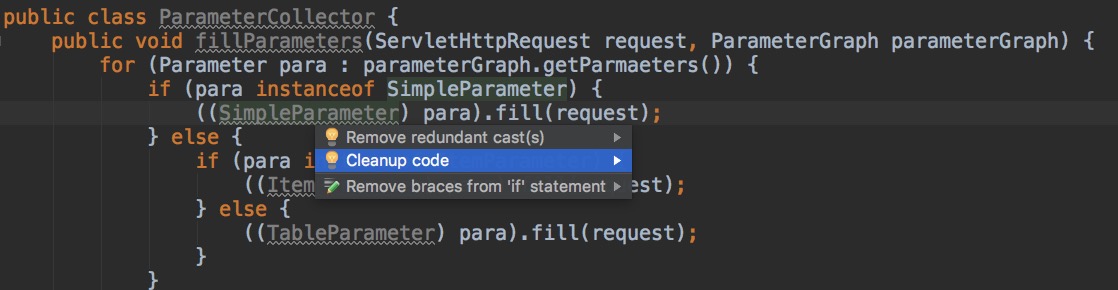 public class ParameterCollector {
public void fillParameters(ServletHttpRequest request, ParameterGraph parameterGraph) {
for (Parameter para : parameterGraph.getParmaeters()) {
if (para instanceof SimpleParameter) {
((SimpleParameter) para).fill(request);
} else {
Remove redundant cast(s)
if (para i
Cleanup code
((Item
Remove braces from 'if' statement
est);
} else {
((TableParameter) para).fill(request);
}
}